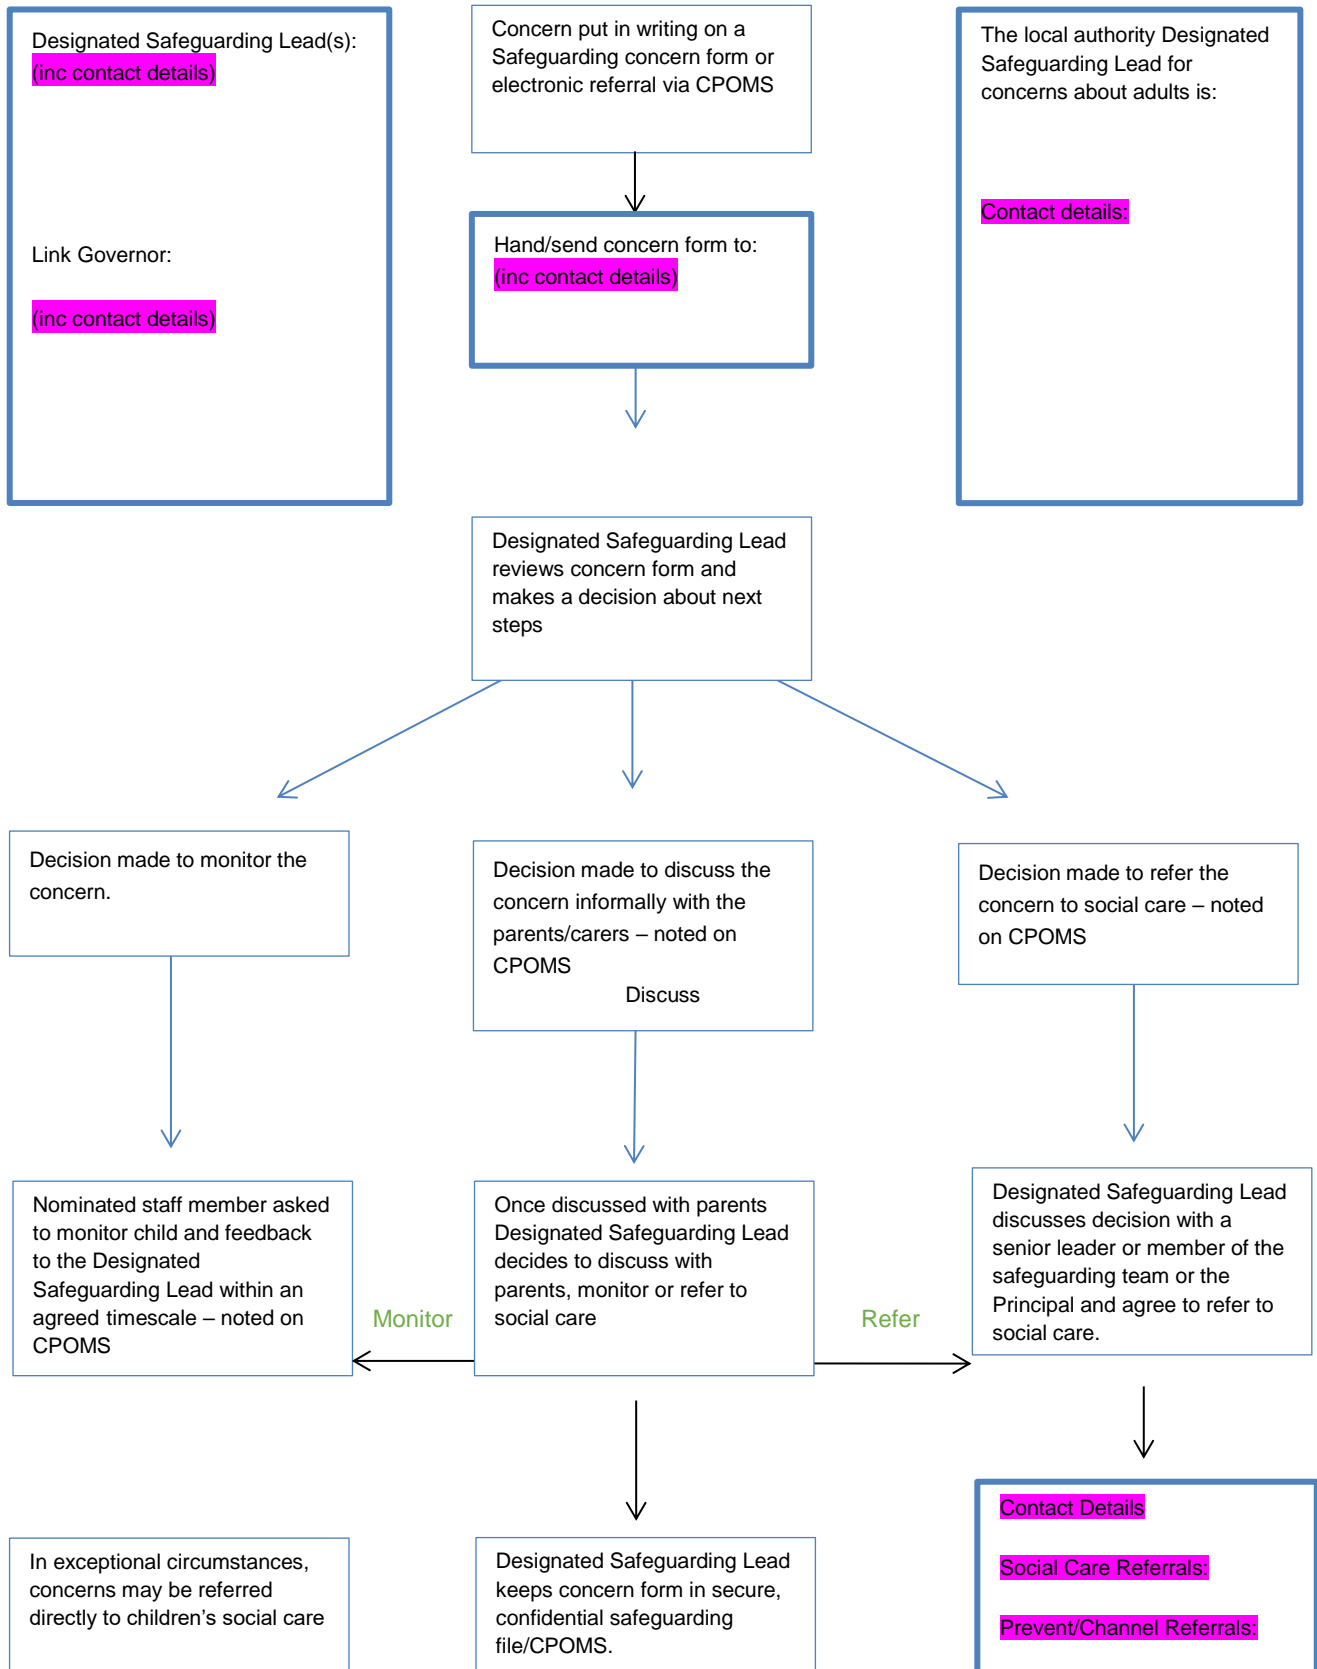 Designated Safeguarding Lead(s):
(inc contact details)
Link Governor:
(inc contact details)
Concern put in writing on a
Safeguarding concern form or
electronic referral via CPOMS
The local authority Designated
Safeguarding Lead for
concerns about adults is:
Contact details:
Hand/send concern form to:
(inc contact details)
Designated Safeguarding Lead
reviews concern form and
makes a decision about next
steps
Decision made to monitor the
concern.
Decision made to discuss the
concern informally with the
parents/carers – noted on
CPOMS
Discuss
Decision made to refer the
concern to social care – noted
on CPOMS
Nominated staff member asked
to monitor child and feedback
to the Designated
Safeguarding Lead within an
agreed timescale – noted on
CPOMS
Monitor
Once discussed with parents
Designated Safeguarding Lead
decides to discuss with
parents, monitor or refer to
social care
Refer
Designated Safeguarding Lead
discusses decision with a
senior leader or member of the
safeguarding team or the
Principal and agree to refer to
social care.
In exceptional circumstances,
concerns may be referred
directly to children’s social care
Designated Safeguarding Lead
keeps concern form in secure,
confidential safeguarding
file/CPOMS.
Contact Details
Social Care Referrals:
Prevent/Channel Referrals: